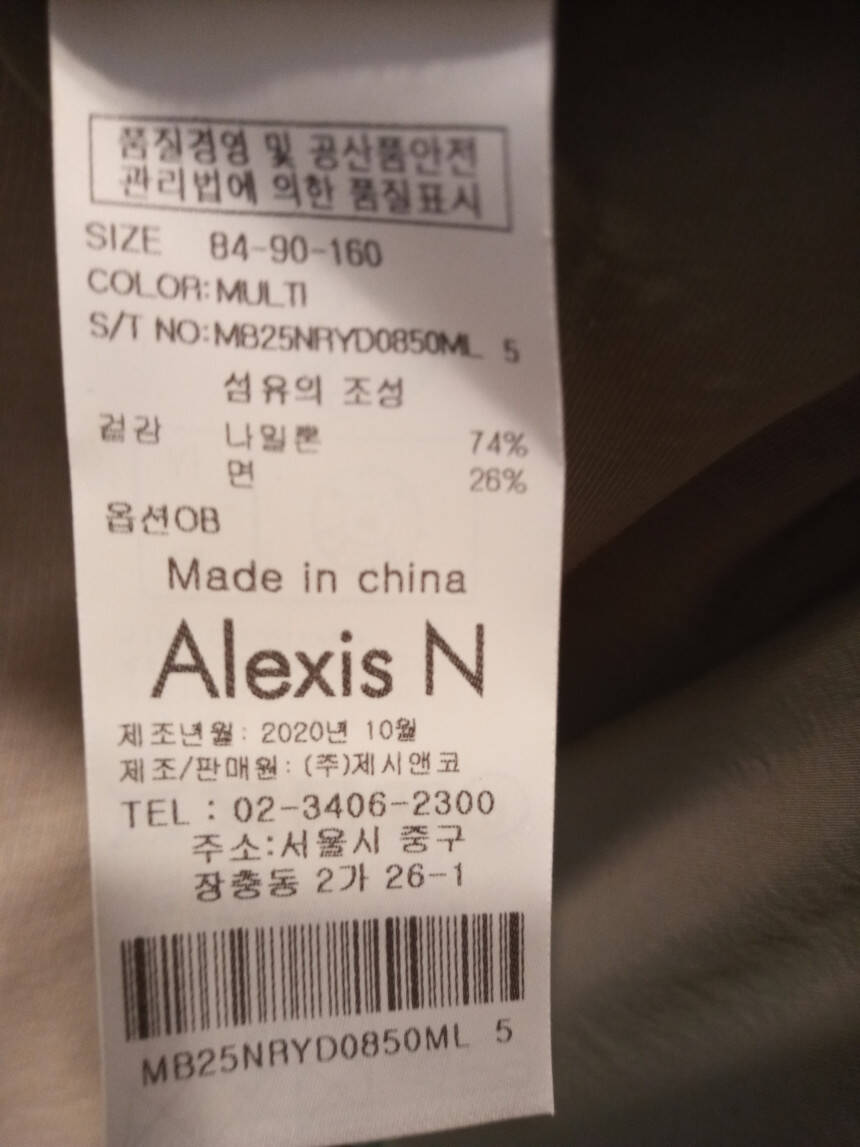 품질경영 및 공산품안전
관리법에 의한 품질표시
SIZE 84-90-160
COLOR:MULTI
S/T NO:MB25NRYD0850ML 5
섬유의 조성
겉감 나일론 74%
면 26%
옵션OB
Made in china
Alexis N
제조년월: 2020년 10월
제조/판매원: (주)제시앤코
TEL : 02-3406-2300
주소:서울시 중구
장충동 2가 26-1
MB25NRYD0850ML 5